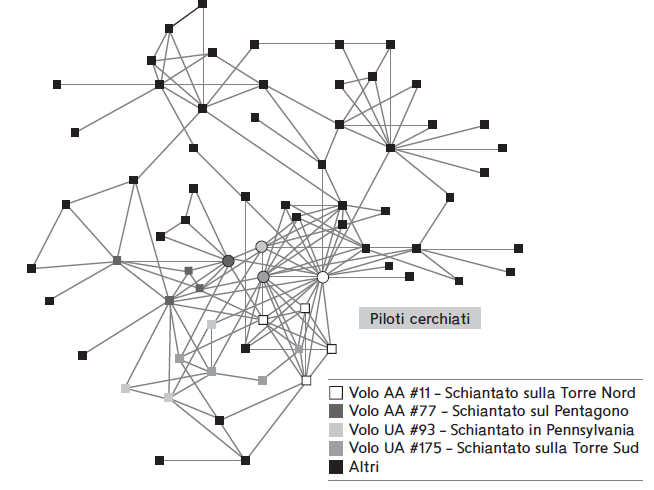 Piloti cerchiati
Volo AA #11 – Schiantato sulla Torre Nord
Volo AA #77 – Schiantato sul Pentagono
Volo UA #93 – Schiantato in Pennsylvania
Volo UA #175 – Schiantato sulla Torre Sud
Altri